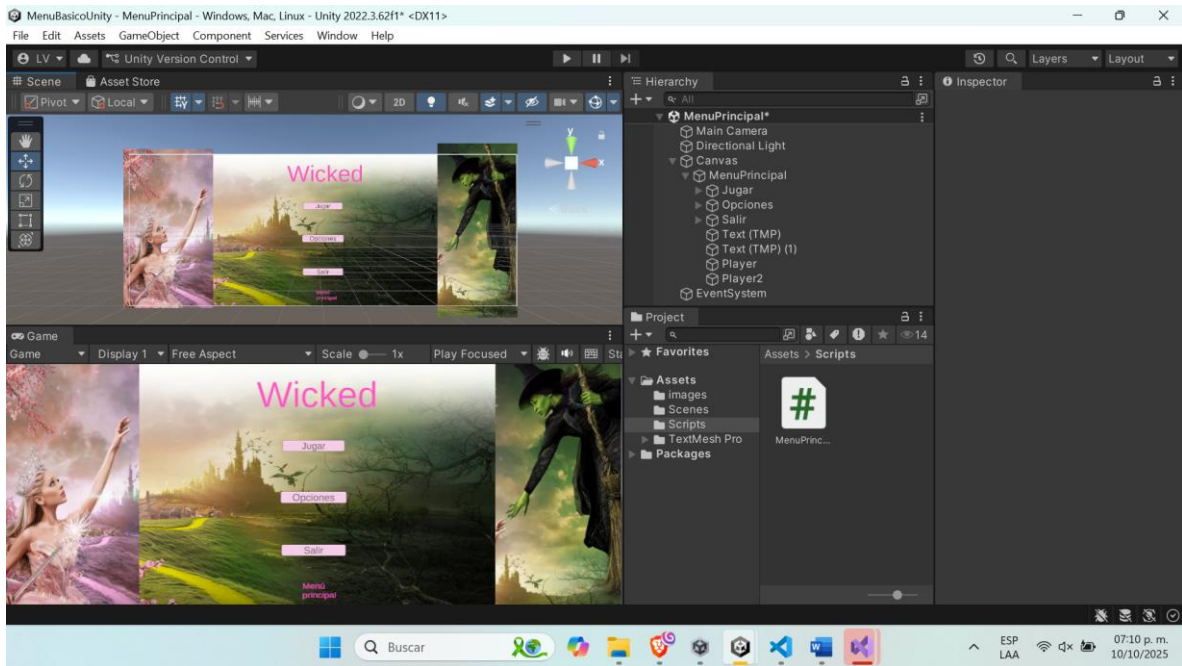 MenuBasicoUnity - MenuPrincipal - Windows, Mac, Linux - Unity 2022.3.62f1* <DX11>
File Edit Assets GameObject Component Services Window Help
LV Unity Version Control Layers Layout
Scene Asset Store
Pivot Local 2D
y
x
Wicked
Jugar
Opciones
Salir
Menú
principal
Game
Game Display 1 Free Aspect Scale 1x Play Focused
Wicked
Jugar
Opciones
Salir
Menú
principal
Hierarchy
All
MenuPrincipal*
Main Camera
Directional Light
Canvas
MenuPrincipal
Jugar
Opciones
Salir
Text (TMP)
Text (TMP) (1)
Player
Player2
EventSystem
Project
14
Favorites
Assets
images
Scenes
Scripts
TextMesh Pro
Packages
Assets > Scripts
#
MenuPrinc...
Inspector
Buscar
ESP
LAA
07:10 p. m.
10/10/2025